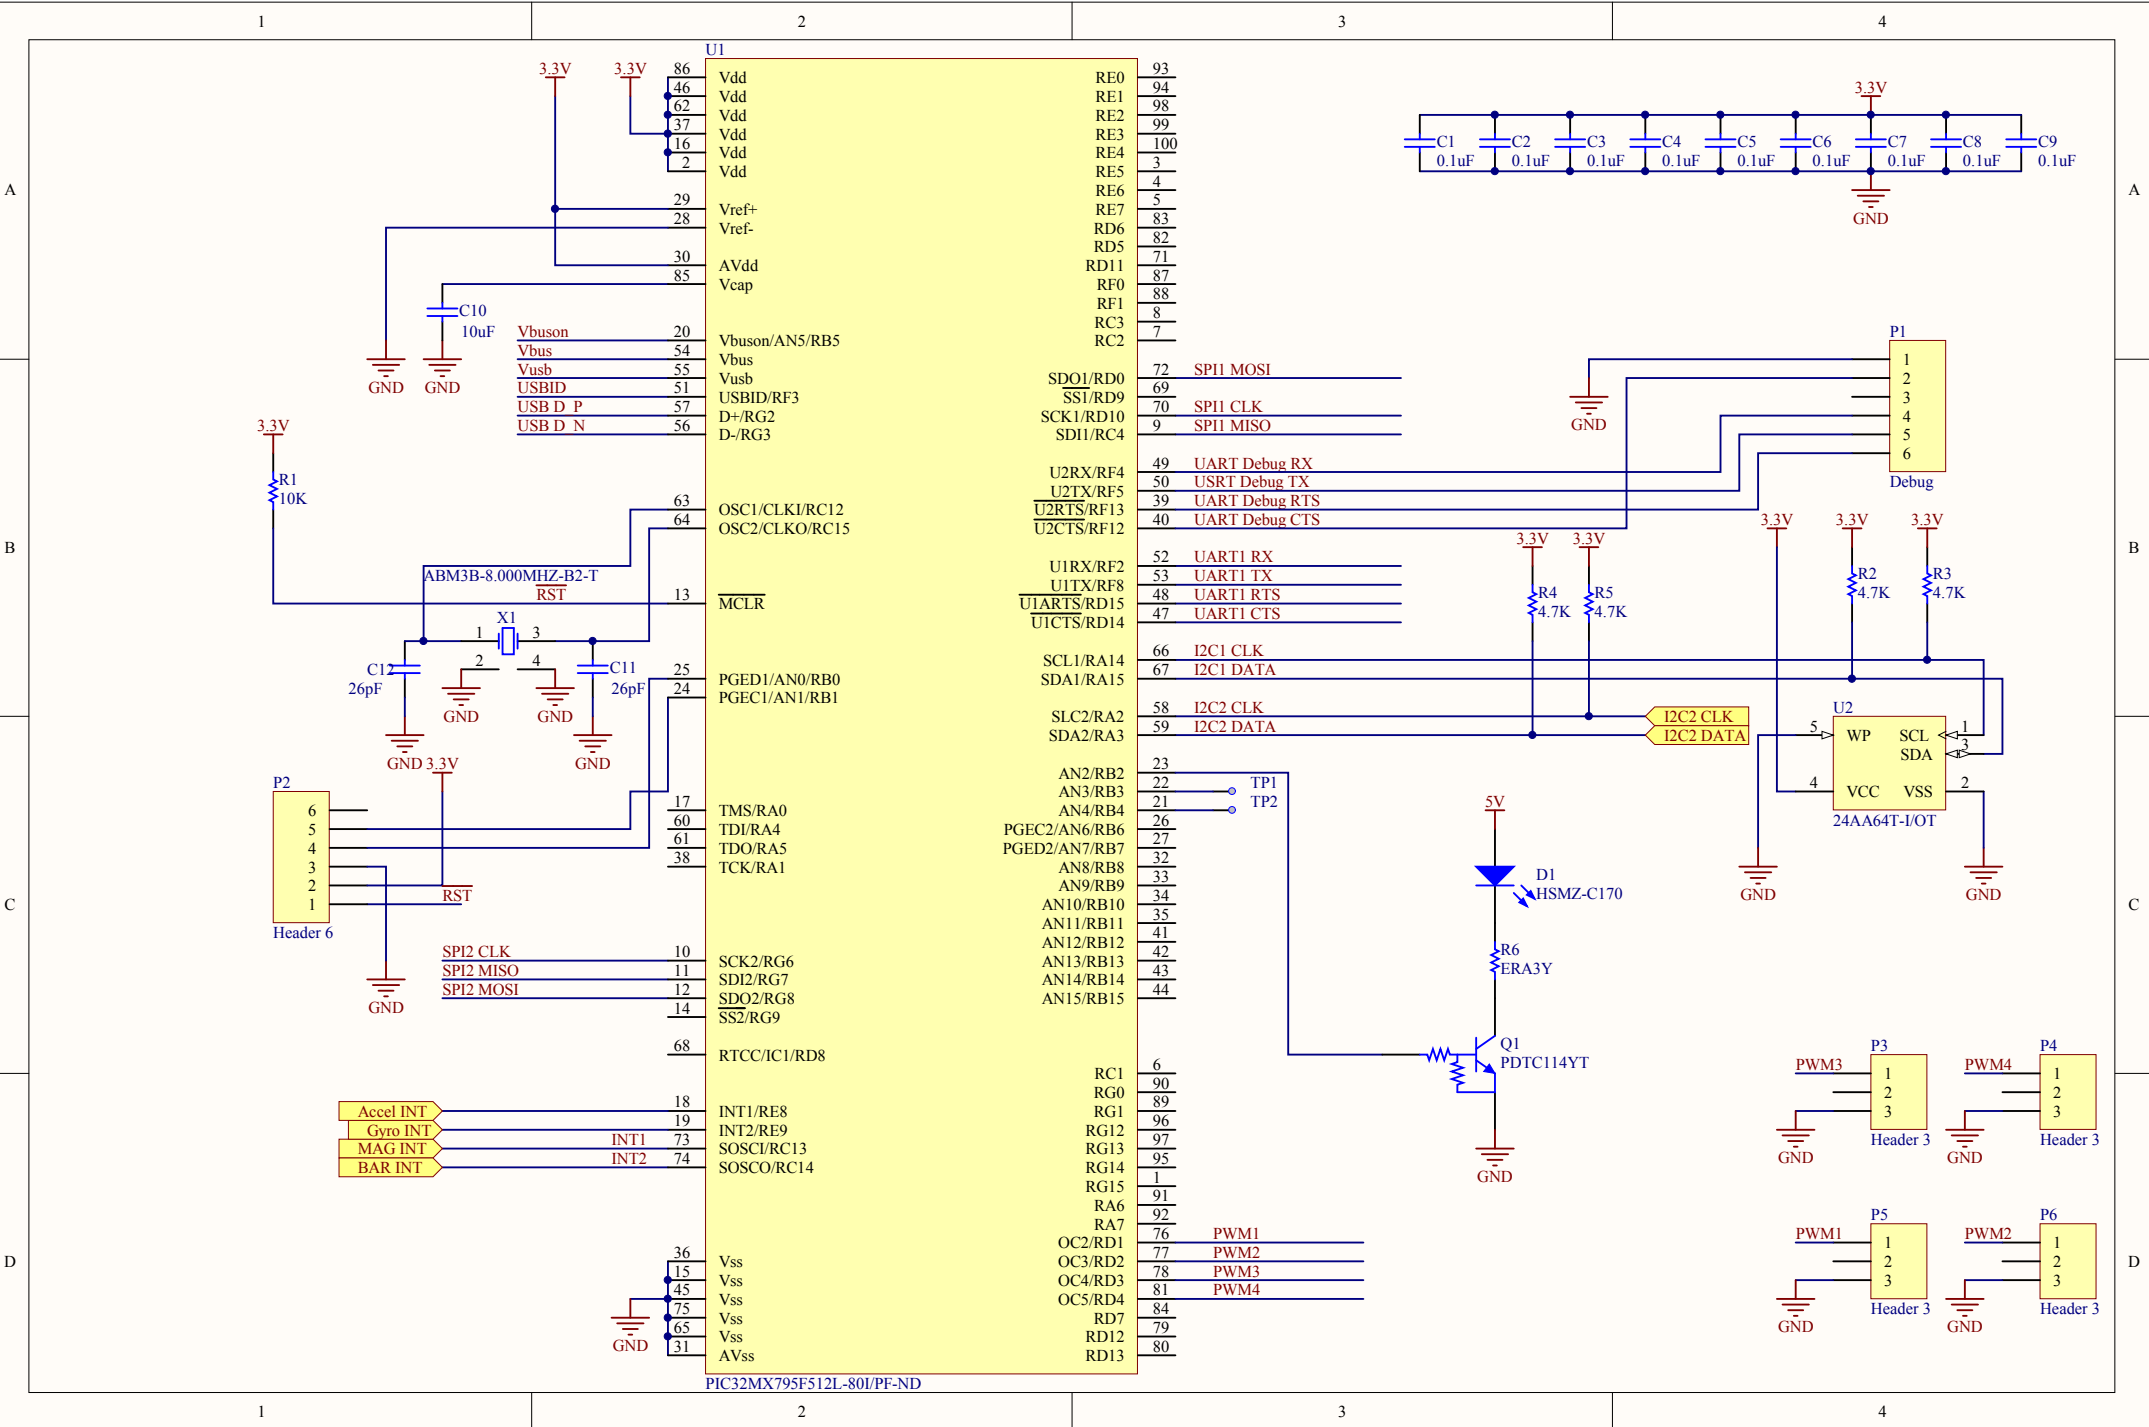 1 2 3 4
A
B
C
D
A
B
C
D
1 2 3 4
U1
3.3V
3.3V
86 Vdd
46 Vdd
62 Vdd
37 Vdd
16 Vdd
2 Vdd
29 Vref+
28 Vref-
30 AVdd
85 Vcap
C10
10uF
GND
GND
Vbuson 20 Vbuson/AN5/RB5
Vbus 54 Vbus
Vusb 55 Vusb
USBID 51 USBID/RF3
USB D_P 57 D+/RG2
USB D_N 56 D-/RG3
3.3V
R1
10K
63 OSC1/CLKI/RC12
64 OSC2/CLKO/RC15
ABM3B-8.000MHZ-B2-T
RST 13 MCLR
X1
1 3
2 4
C12
26pF
C11
26pF
GND
GND
GND
GND
25 PGED1/AN0/RB0
24 PGEC1/AN1/RB1
3.3V
P2
6
5
4
3
2
1
Header 6
RST
GND
17 TMS/RA0
60 TDI/RA4
61 TDO/RA5
38 TCK/RA1
SPI2 CLK 10 SCK2/RG6
SPI2 MISO 11 SDI2/RG7
SPI2 MOSI 12 SDO2/RG8
14 SS2/RG9
68 RTCC/IC1/RD8
Accel INT 18 INT1/RE8
Gyro INT 19 INT2/RE9
MAG INT INT1 73 SOSCI/RC13
BAR INT INT2 74 SOSCO/RC14
36 Vss
15 Vss
45 Vss
75 Vss
65 Vss
31 AVss
GND
PIC32MX795F512L-80I/PF-ND
RE0 93
RE1 94
RE2 98
RE3 99
RE4 100
RE5 3
RE6 4
RE7 5
RD6 83
RD5 82
RD11 71
RF0 87
RF1 88
RC3 8
RC2 7
SDO1/RD0 72 SPI1 MOSI
SS1/RD9 69
SCK1/RD10 70 SPI1 CLK
SDI1/RC4 9 SPI1 MISO
U2RX/RF4 49 UART Debug RX
U2TX/RF5 50 USRT Debug TX
U2RTS/RF13 39 UART Debug RTS
U2CTS/RF12 40 UART Debug CTS
U1RX/RF2 52 UART1 RX
U1TX/RF8 53 UART1 TX
U1ARTS/RD15 48 UART1 RTS
U1CTS/RD14 47 UART1 CTS
SCL1/RA14 66 I2C1 CLK
SDA1/RA15 67 I2C1 DATA
SLC2/RA2 58 I2C2 CLK I2C2 CLK
SDA2/RA3 59 I2C2 DATA I2C2 DATA
AN2/RB2 23
AN3/RB3 22 TP1
AN4/RB4 21 TP2
PGEC2/AN6/RB6 26
PGED2/AN7/RB7 27
AN8/RB8 32
AN9/RB9 33
AN10/RB10 34
AN11/RB11 35
AN12/RB12 41
AN13/RB13 42
AN14/RB14 43
AN15/RB15 44
RC1 6
RG0 90
RG1 89
RG12 96
RG13 97
RG14 95
RG15 1
RA6 91
RA7 92
OC2/RD1 76 PWM1
OC3/RD2 77 PWM2
OC4/RD3 78 PWM3
OC5/RD4 81 PWM4
RD7 84
RD12 79
RD13 80
3.3V
C1 C2 C3 C4 C5 C6 C7 C8 C9
0.1uF 0.1uF 0.1uF 0.1uF 0.1uF 0.1uF 0.1uF 0.1uF 0.1uF
GND
P1
1
2
3
4
5
6
Debug
GND
3.3V 3.3V
R4
4.7K
R5
4.7K
3.3V 3.3V 3.3V
R2
4.7K
R3
4.7K
U2
5 WP SCL 1
SDA 3
4 VCC VSS 2
24AA64T-I/OT
GND
GND
5V
D1
HSMZ-C170
R6
ERA3Y
Q1
PDTC114YT
GND
P3
PWM3 1
2
3
Header 3
GND
P4
PWM4 1
2
3
Header 3
GND
P5
PWM1 1
2
3
Header 3
GND
P6
PWM2 1
2
3
Header 3
GND